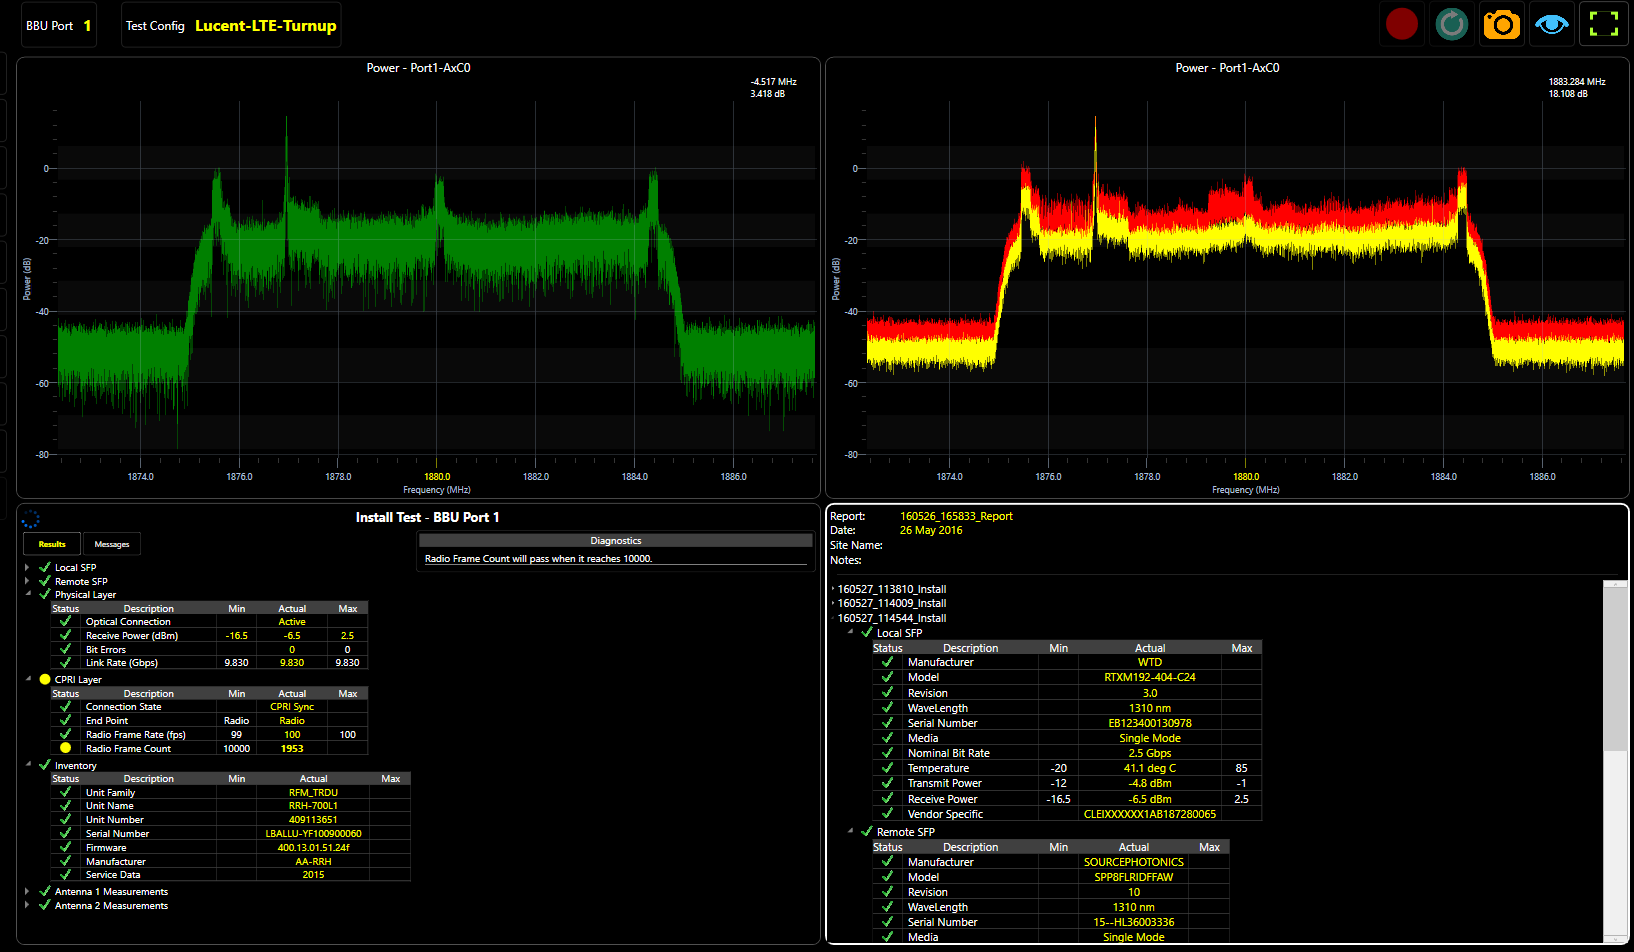 BBU Port 1
Test Config Lucent-LTE-Turnup
Power - Port1-AxC0
-4.517 MHz
3.418 dB
0
-20
-40
-60
-80
Power (dB)
1874.0 1876.0 1878.0 1880.0 1882.0 1884.0 1886.0
Frequency (MHz)
Power - Port1-AxC0
1883.284 MHz
18.108 dB
0
-20
-40
-60
-80
Power (dB)
1874.0 1876.0 1878.0 1880.0 1882.0 1884.0 1886.0
Frequency (MHz)
Install Test - BBU Port 1
Results Messages
Diagnostics
Radio Frame Count will pass when it reaches 10000.
Local SFP
Remote SFP
Physical Layer
Status Description Min Actual Max
Optical Connection Active
Receive Power (dBm) -16.5 -6.5 2.5
Bit Errors 0 0
Link Rate (Gbps) 9.830 9.830 9.830
CPRI Layer
Status Description Min Actual Max
Connection State CPRI Sync
End Point Radio Radio
Radio Frame Rate (fps) 99 100 100
Radio Frame Count 10000 1953
Inventory
Status Description Min Actual Max
Unit Family RFM_TRDU
Unit Name RRH-700L1
Unit Number 409113651
Serial Number LBALLU-YF100900060
Firmware 400.13.01.51.24f
Manufacturer AA-RRH
Service Data 2015
Antenna 1 Measurements
Antenna 2 Measurements
Report: 160526_165833_Report
Date: 26 May 2016
Site Name:
Notes:
160527_113810_Install
160527_114009_Install
160527_114544_Install
Local SFP
Status Description Min Actual Max
Manufacturer WTD
Model RTXM192-404-C24
Revision 3.0
WaveLength 1310 nm
Serial Number EB123400130978
Media Single Mode
Nominal Bit Rate 2.5 Gbps
Temperature -20 41.1 deg C 85
Transmit Power -12 -4.8 dBm -1
Receive Power -16.5 -6.5 dBm 2.5
Vendor Specific CLEIXXXXXX1AB187280065
Remote SFP
Status Description Min Actual Max
Manufacturer SOURCEPHOTONICS
Model SPP8FLRIDFFAW
Revision 10
WaveLength 1310 nm
Serial Number 15--HL36003336
Media Single Mode